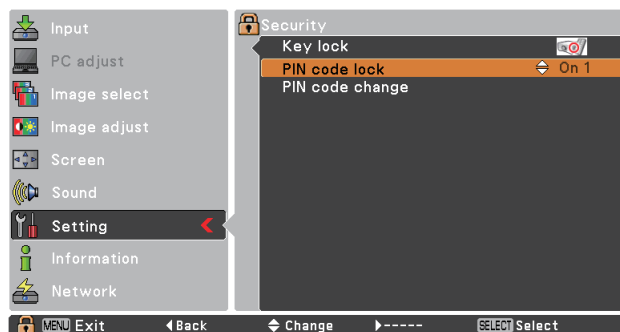 Input
PC adjust
Image select
Image adjust
Screen
Sound
Setting
Information
Network
Security
Key lock
PIN code lock On 1
PIN code change
MENU Exit Back Change ----- SELECT Select